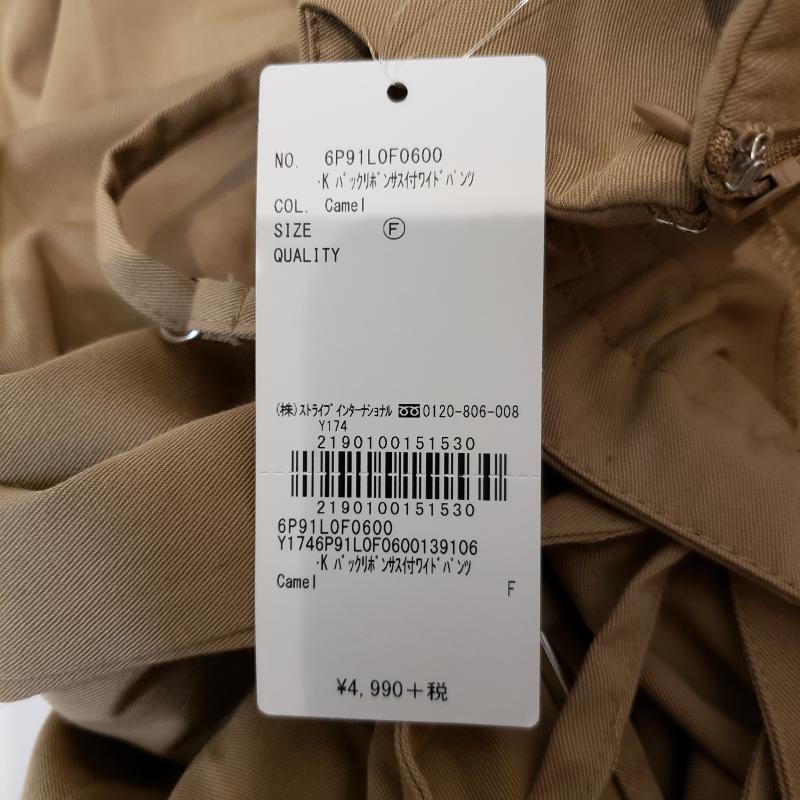 NO. 6P91L0F0600
·K ﾊﾞｯｸﾘﾎﾞﾝｻｽ付ﾜｲﾄﾞﾊﾟﾝﾂ
COL. Camel
SIZE Ⓕ
QUALITY
(株)ｽﾄﾗｲﾌﾟｲﾝﾀｰﾅｼｮﾅﾙ 0120-806-008
Y174
2190100151530
2190100151530
6P91L0F0600
Y1746P91L0F0600139106
·K ﾊﾞｯｸﾘﾎﾞﾝｻｽ付ﾜｲﾄﾞﾊﾟﾝﾂ
Camel F
¥4,990+税